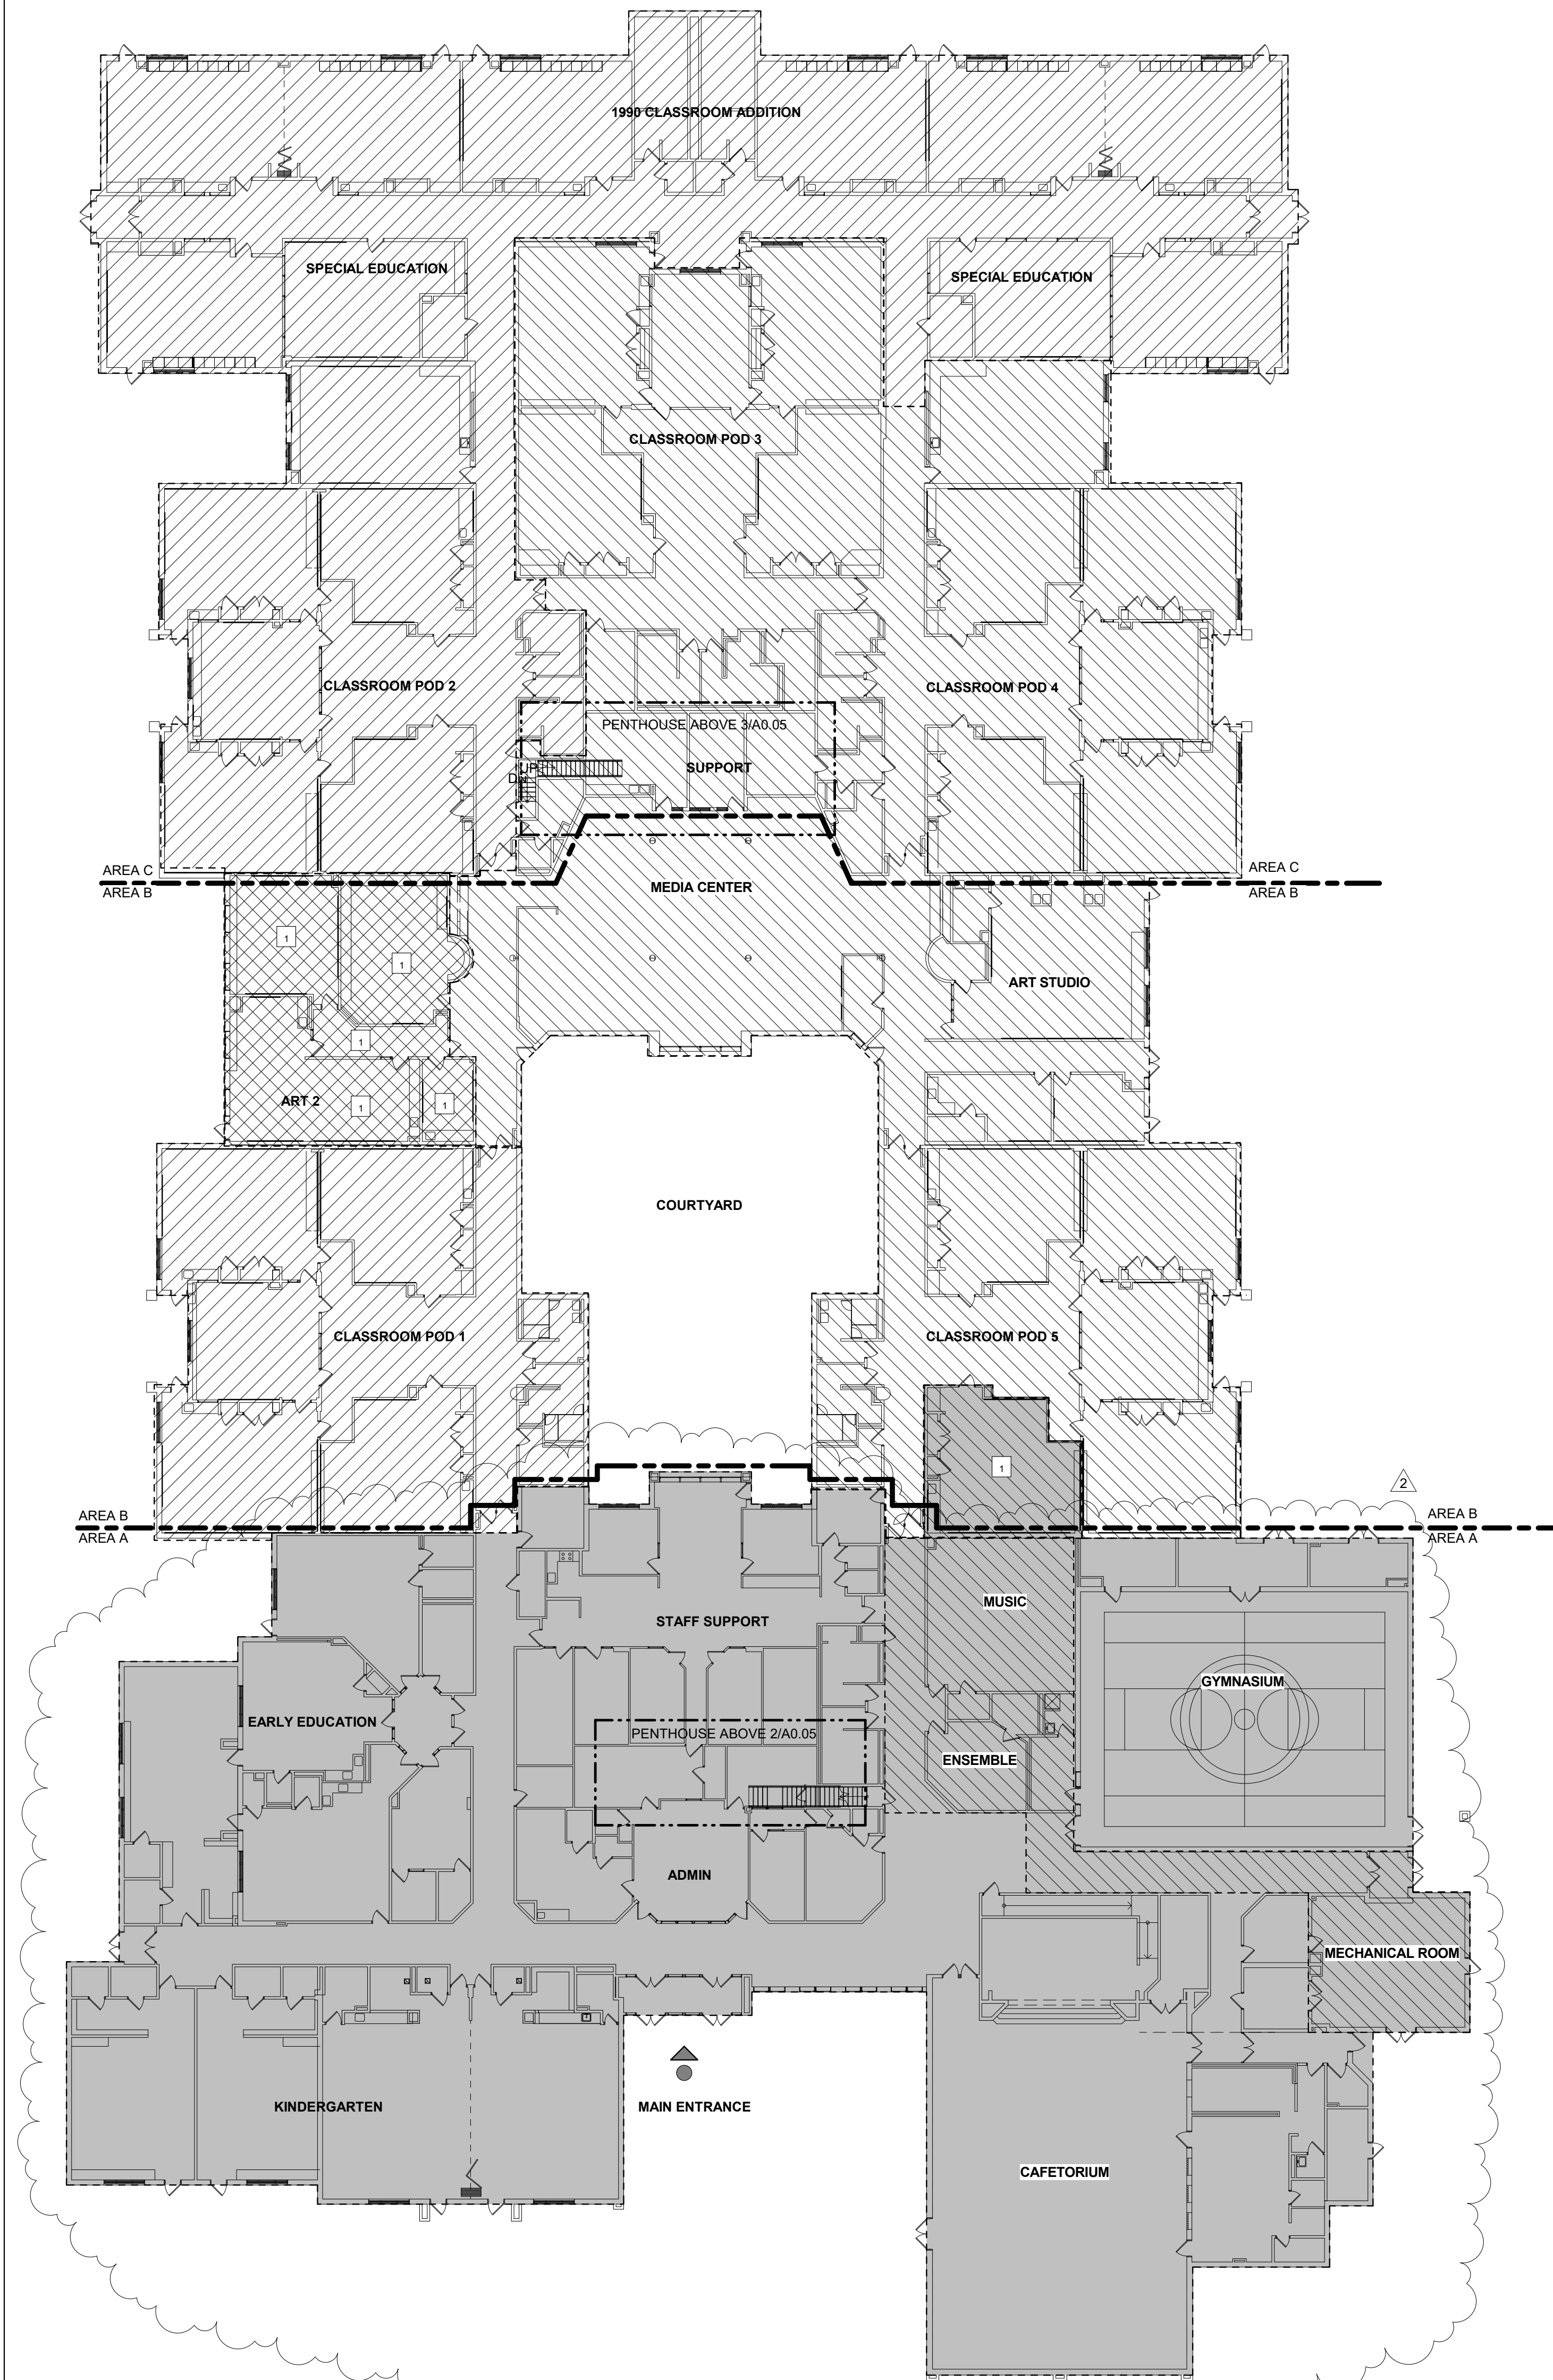 1990 CLASSROOM ADDITION
SPECIAL EDUCATION
SPECIAL EDUCATION
CLASSROOM POD 3
CLASSROOM POD 2
CLASSROOM POD 4
PENTHOUSE ABOVE 3/A0.05
UP
DN
SUPPORT
AREA C
AREA C
AREA B
AREA B
MEDIA CENTER
1
1
ART STUDIO
1
ART 2
1
1
COURTYARD
CLASSROOM POD 1
CLASSROOM POD 5
1
2
AREA B
AREA B
AREA A
AREA A
MUSIC
STAFF SUPPORT
GYMNASIUM
EARLY EDUCATION
PENTHOUSE ABOVE 2/A0.05
ENSEMBLE
ADMIN
MECHANICAL ROOM
KINDERGARTEN
MAIN ENTRANCE
CAFETORIUM